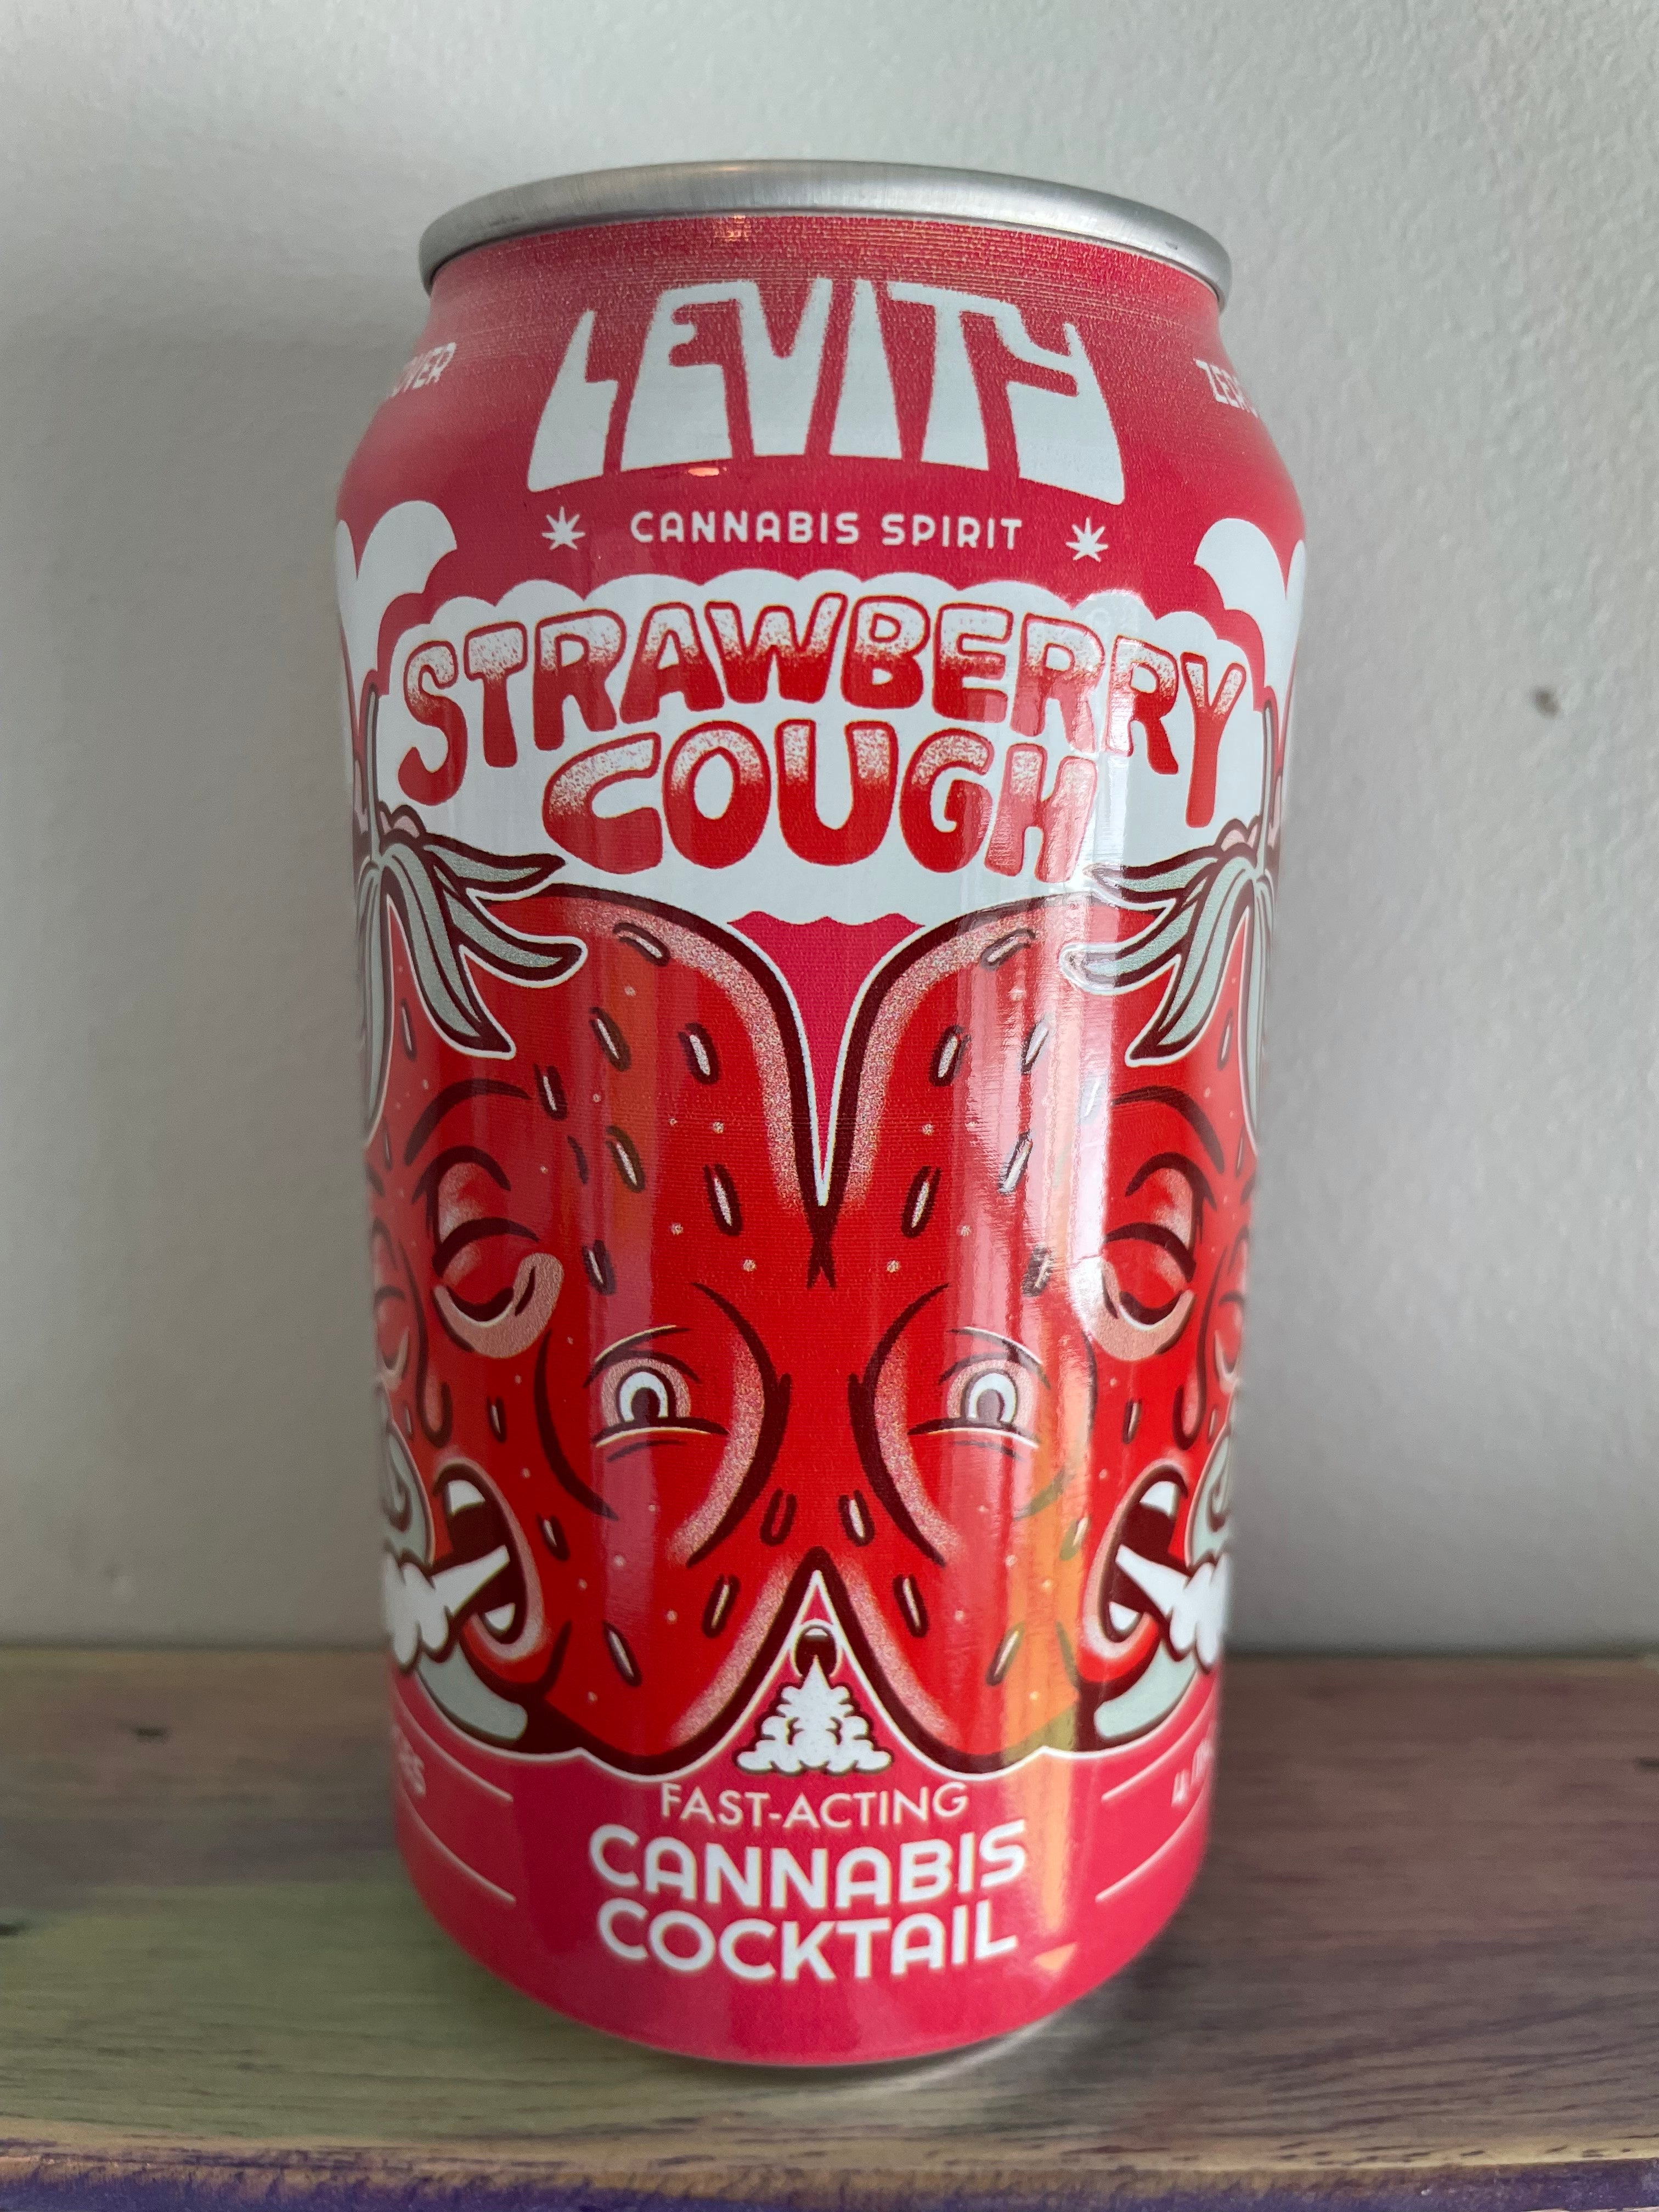 LEVITY
CANNABIS SPIRIT
STRAWBERRY
COUGH
FAST-ACTING
CANNABIS
COCKTAIL